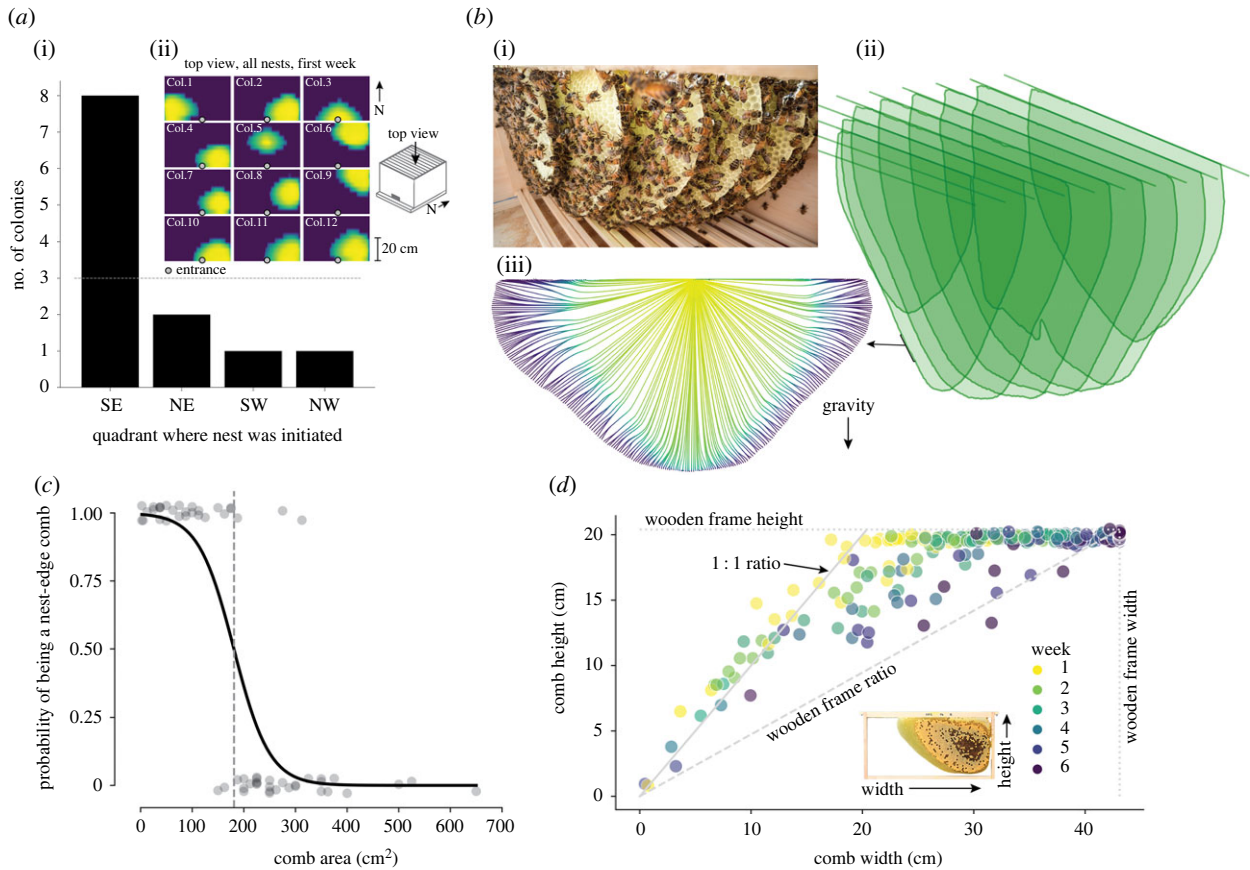 (a)
(i)
(ii)
top view, all nests, first week
Col.1
Col.2
Col.3
N
Col.4
Col.5
Col.6
top view
Col.7
Col.8
Col.9
N
Col.10
Col.11
Col.12
20 cm
entrance
no. of colonies
8
7
6
5
4
3
2
1
0
SE
NE
SW
NW
quadrant where nest was initiated
(b)
(i)
(ii)
(iii)
gravity
(c)
probability of being a nest-edge comb
1.00
0.75
0.50
0.25
0
0
100
200
300
400
500
600
700
comb area (cm²)
(d)
wooden frame height
1 : 1 ratio
wooden frame ratio
wooden frame width
week
1
2
3
4
5
6
height
width
comb height (cm)
20
15
10
5
0
0
10
20
30
40
comb width (cm)